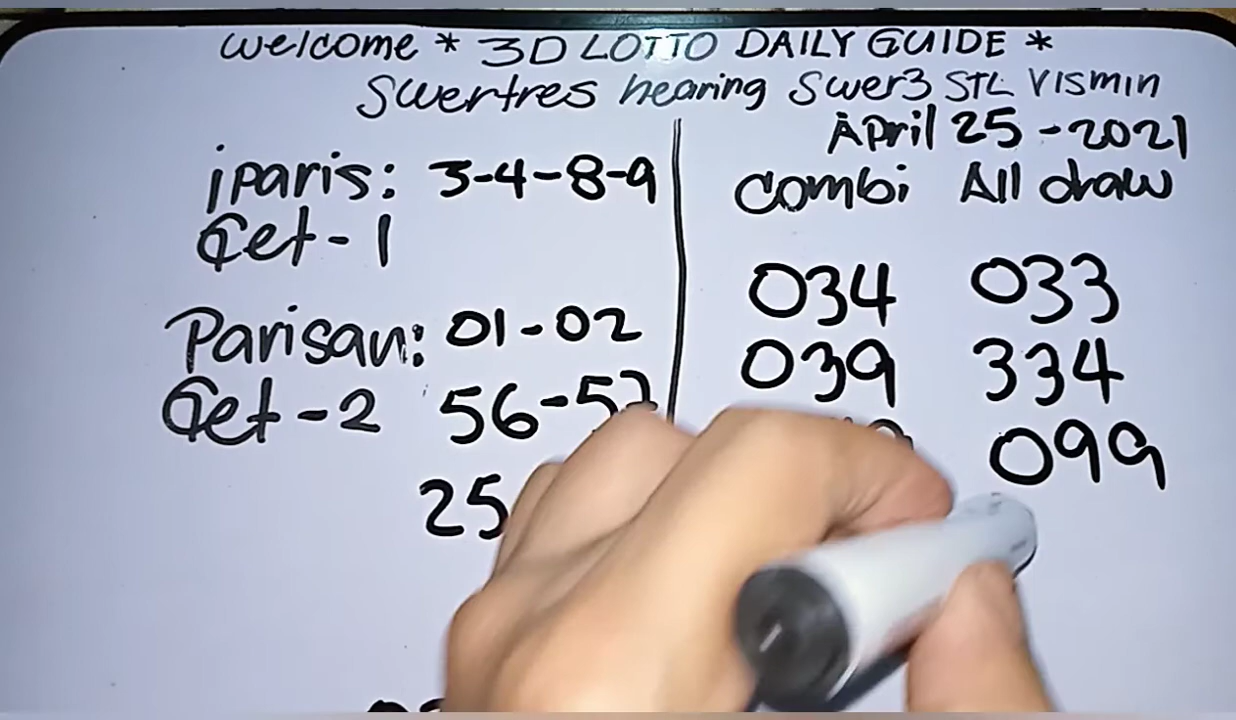 Welcome * 3D LOTTO DAILY GUIDE *
Swertres hearing Swer3 STL Vismin
April 25-2021
iparis: 3-4-8-9
Get-1
Parisan: 01-02
Get-2 56-57
25
Combi All draw
034 033
039 334
099